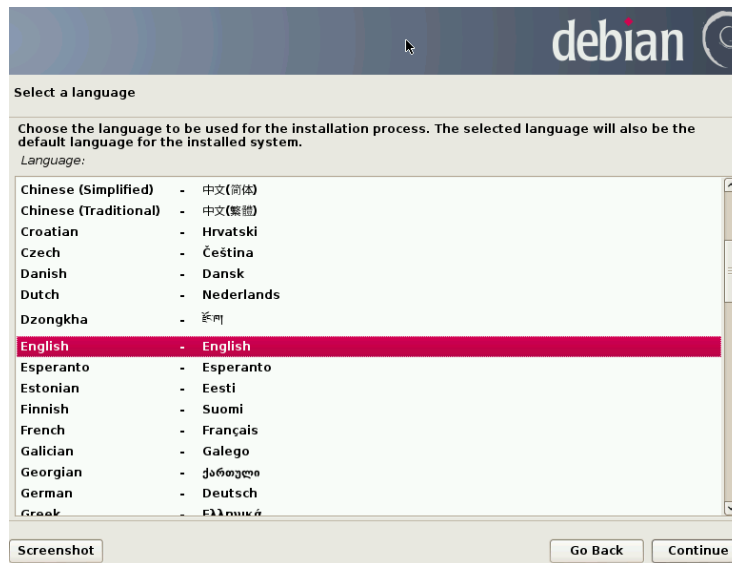 debian
Select a language
Choose the language to be used for the installation process. The selected language will also be the
default language for the installed system.
Language:
Chinese (Simplified) - 中文(简体)
Chinese (Traditional) - 中文(繁體)
Croatian - Hrvatski
Czech - Čeština
Danish - Dansk
Dutch - Nederlands
Dzongkha - རྫོང་ཁ།
English - English
Esperanto - Esperanto
Estonian - Eesti
Finnish - Suomi
French - Français
Galician - Galego
Georgian - ქართული
German - Deutsch
Greek - Ελληνικά
Screenshot Go Back Continue